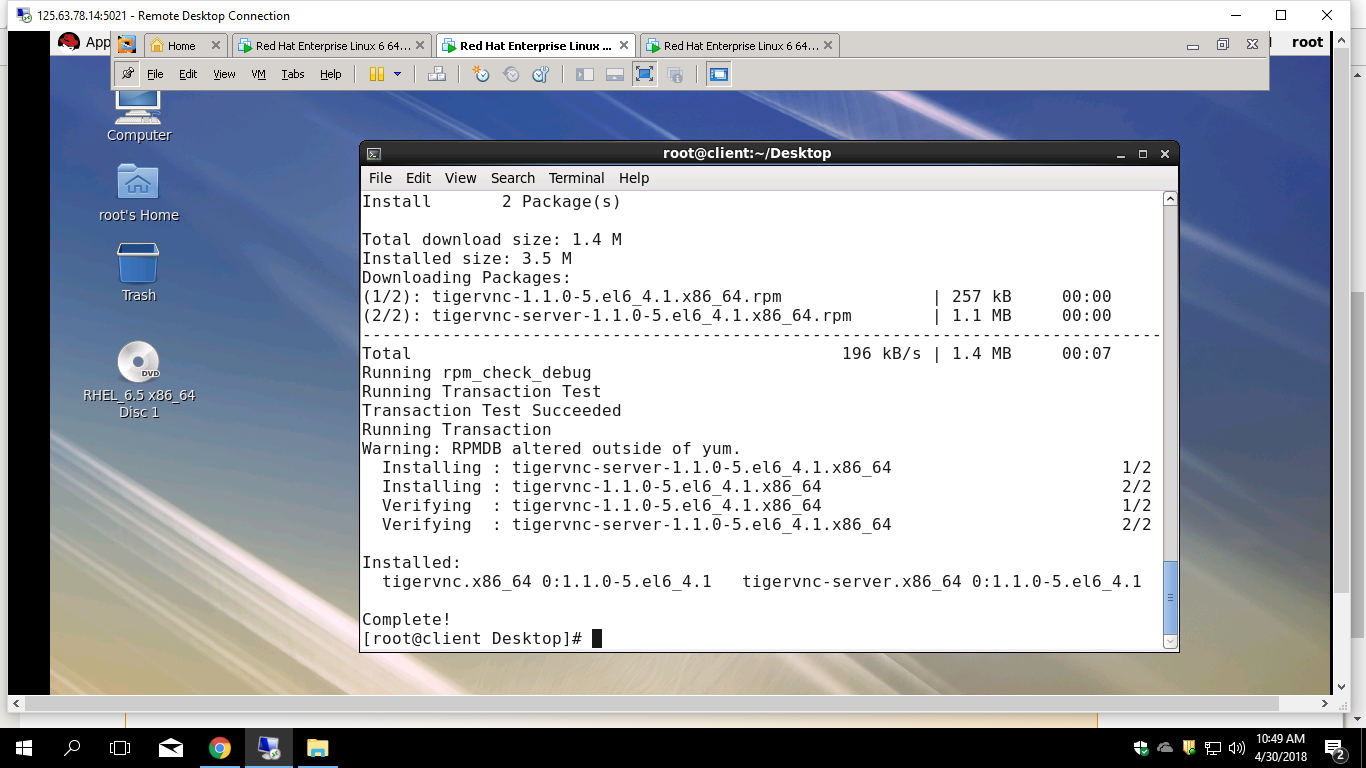 125.63.78.14:5021 - Remote Desktop Connection
App
Home
Red Hat Enterprise Linux 6 64...
Red Hat Enterprise Linux ...
Red Hat Enterprise Linux 6 64...
root
File Edit View VM Tabs Help
Computer
root's Home
Trash
DVD
RHEL_6.5 x86_64
Disc 1
root@client:~/Desktop
File Edit View Search Terminal Help
Install       2 Package(s)
Total download size: 1.4 M
Installed size: 3.5 M
Downloading Packages:
(1/2): tigervnc-1.1.0-5.el6_4.1.x86_64.rpm               | 257 kB     00:00
(2/2): tigervnc-server-1.1.0-5.el6_4.1.x86_64.rpm        | 1.1 MB     00:00
--------------------------------------------------------------------------------
Total                                           196 kB/s | 1.4 MB     00:07
Running rpm_check_debug
Running Transaction Test
Transaction Test Succeeded
Running Transaction
Warning: RPMDB altered outside of yum.
  Installing : tigervnc-server-1.1.0-5.el6_4.1.x86_64                       1/2
  Installing : tigervnc-1.1.0-5.el6_4.1.x86_64                              2/2
  Verifying  : tigervnc-1.1.0-5.el6_4.1.x86_64                              1/2
  Verifying  : tigervnc-server-1.1.0-5.el6_4.1.x86_64                       2/2
Installed:
  tigervnc.x86_64 0:1.1.0-5.el6_4.1   tigervnc-server.x86_64 0:1.1.0-5.el6_4.1
Complete!
[root@client Desktop]#
10:49 AM
4/30/2018
2